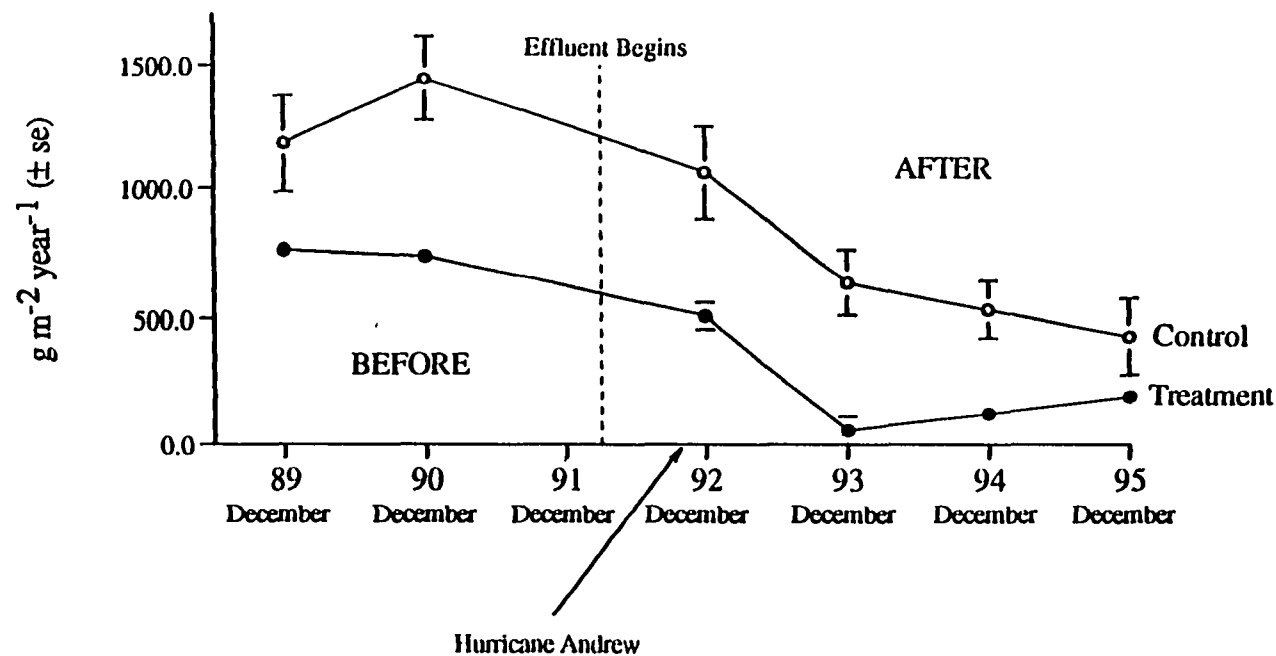 Effluent Begins
1500.0
1000.0
500.0
0.0
g m-2 year-1 (± se)
AFTER
BEFORE
Control
Treatment
89 90 91 92 93 94 95
December December December December December December December
Hurricane Andrew